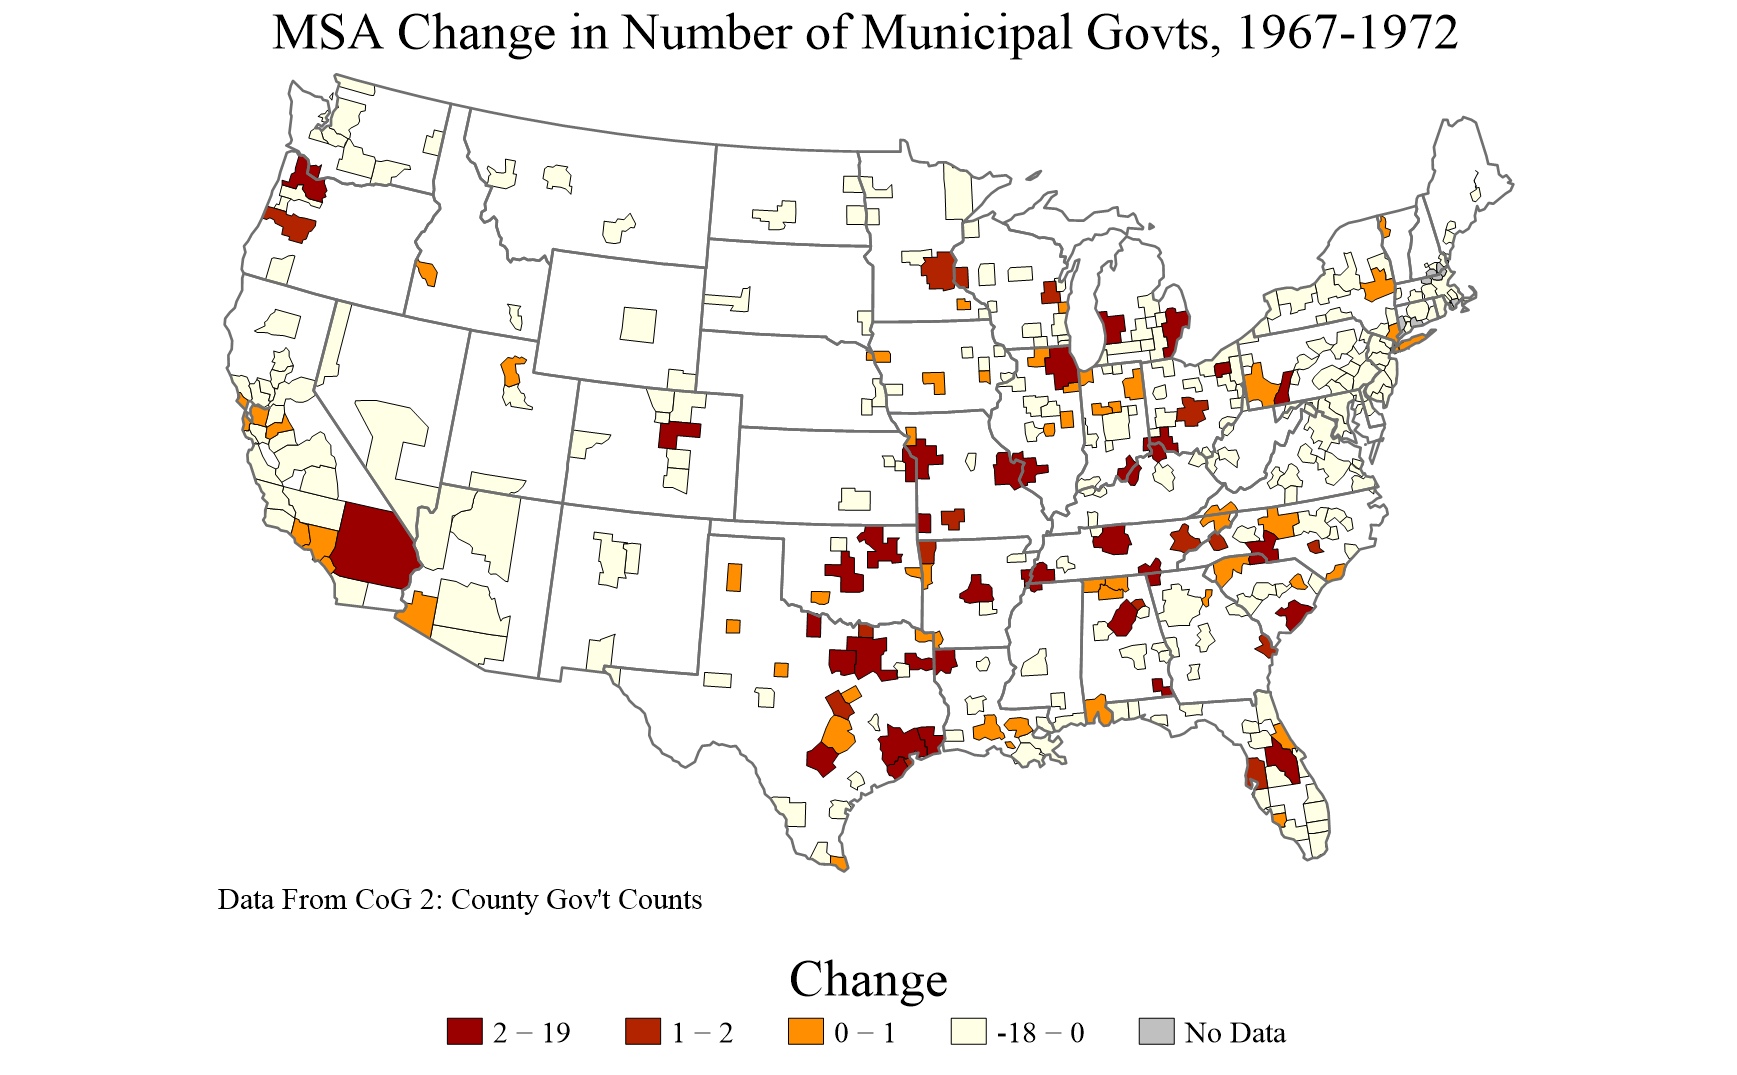 MSA Change in Number of Municipal Govts, 1967-1972
Data From CoG 2: County Gov't Counts
Change
2 − 19
1 − 2
0 − 1
-18 − 0
No Data